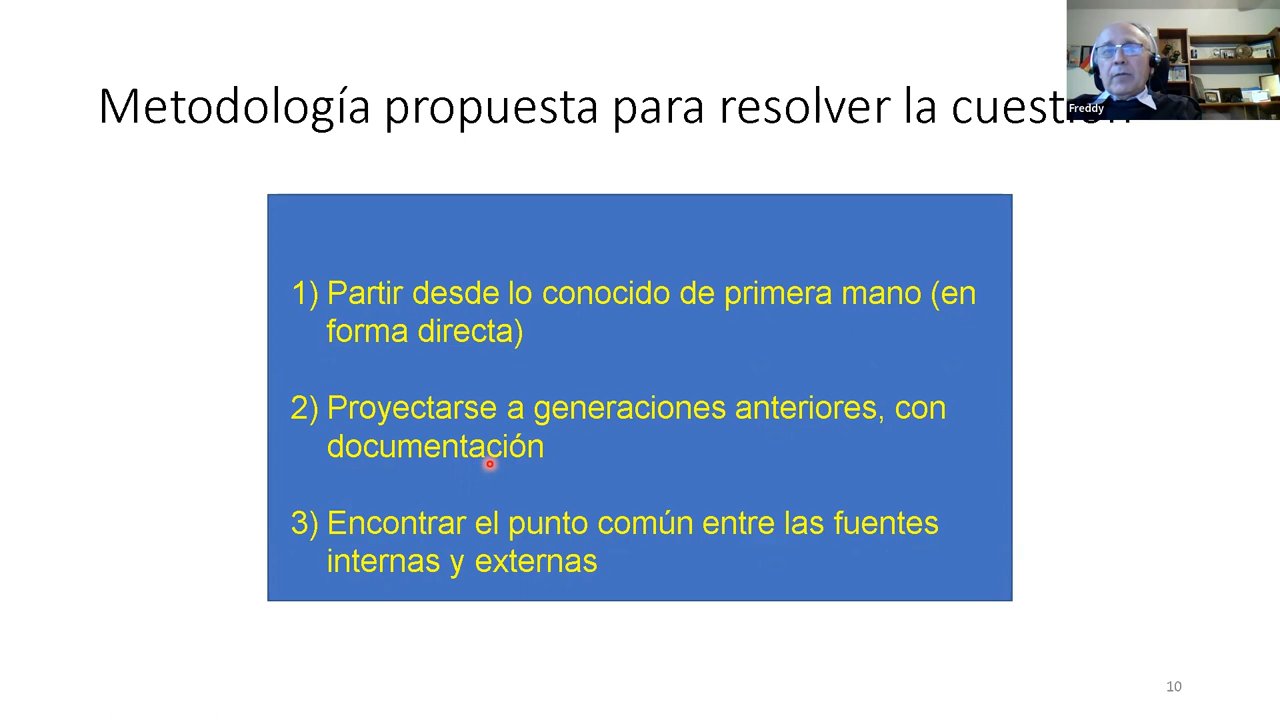 Metodología propuesta para resolver la cuestión
Freddy
1) Partir desde lo conocido de primera mano (en
forma directa)
2) Proyectarse a generaciones anteriores, con
documentación
3) Encontrar el punto común entre las fuentes
internas y externas
10